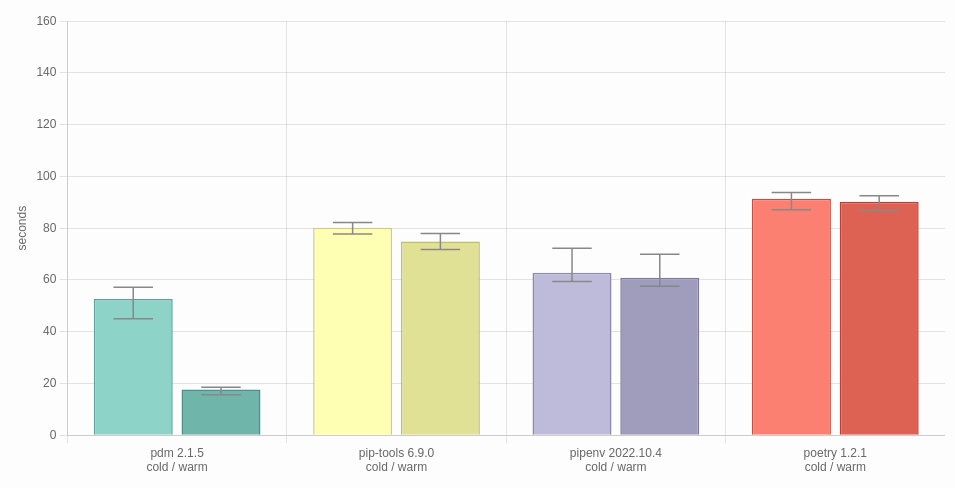 160
140
120
100
80
60
40
20
0
seconds
pdm 2.1.5
cold / warm
pip-tools 6.9.0
cold / warm
pipenv 2022.10.4
cold / warm
poetry 1.2.1
cold / warm